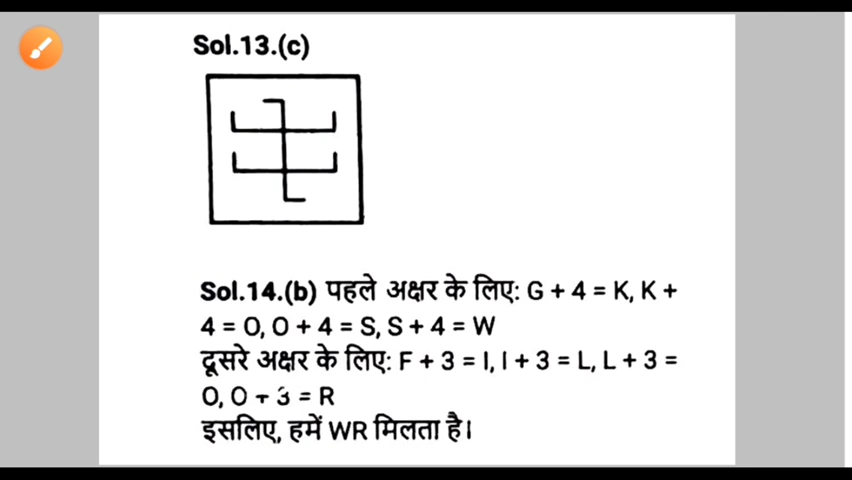 Sol.13.(c)
Sol.14.(b) पहले अक्षर के लिए: G + 4 = K, K +
4 = O, O + 4 = S, S + 4 = W
दूसरे अक्षर के लिए: F + 3 = I, I + 3 = L, L + 3 =
O, O + 3 = R
इसलिए, हमें WR मिलता है।